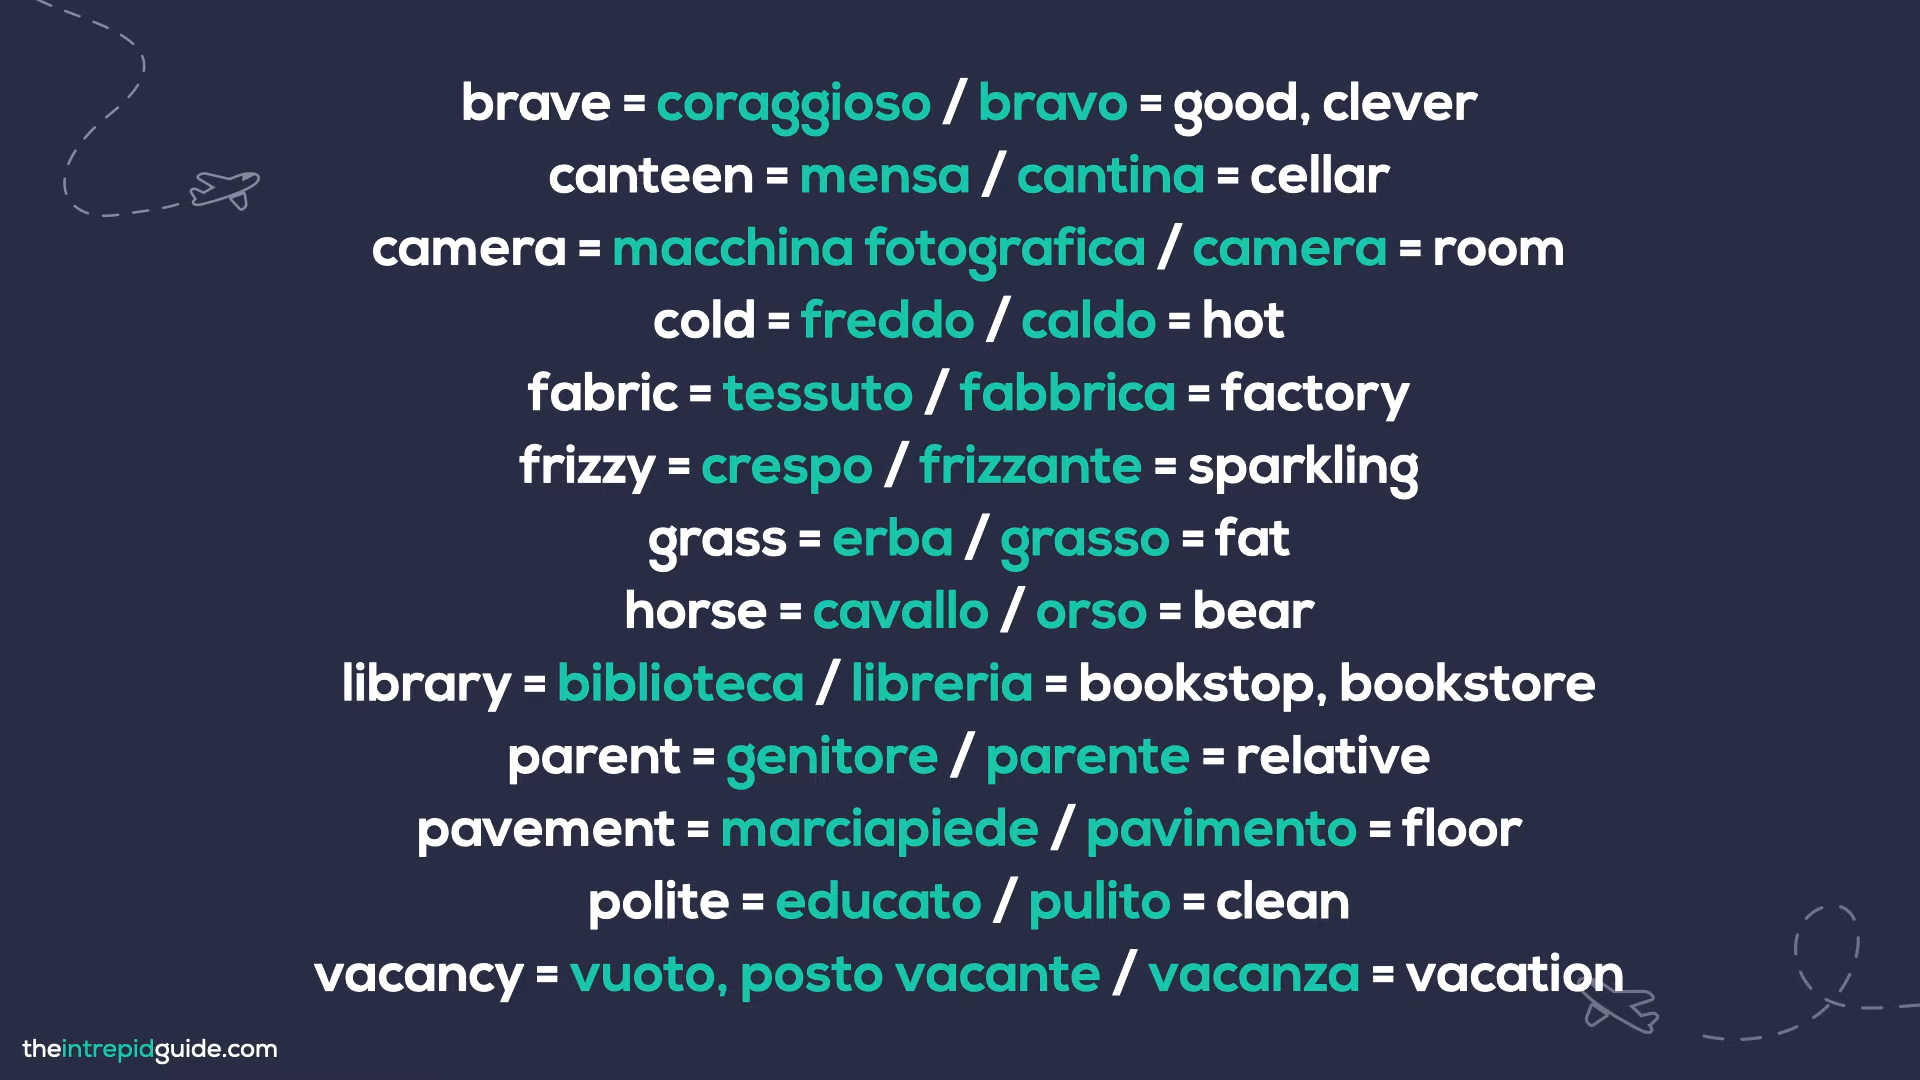 brave = coraggioso / bravo = good, clever
canteen = mensa / cantina = cellar
camera = macchina fotografica / camera = room
cold = freddo / caldo = hot
fabric = tessuto / fabbrica = factory
frizzy = crespo / frizzante = sparkling
grass = erba / grasso = fat
horse = cavallo / orso = bear
library = biblioteca / libreria = bookstop, bookstore
parent = genitore / parente = relative
pavement = marciapiede / pavimento = floor
polite = educato / pulito = clean
vacancy = vuoto, posto vacante / vacanza = vacation
theintrepidguide.com